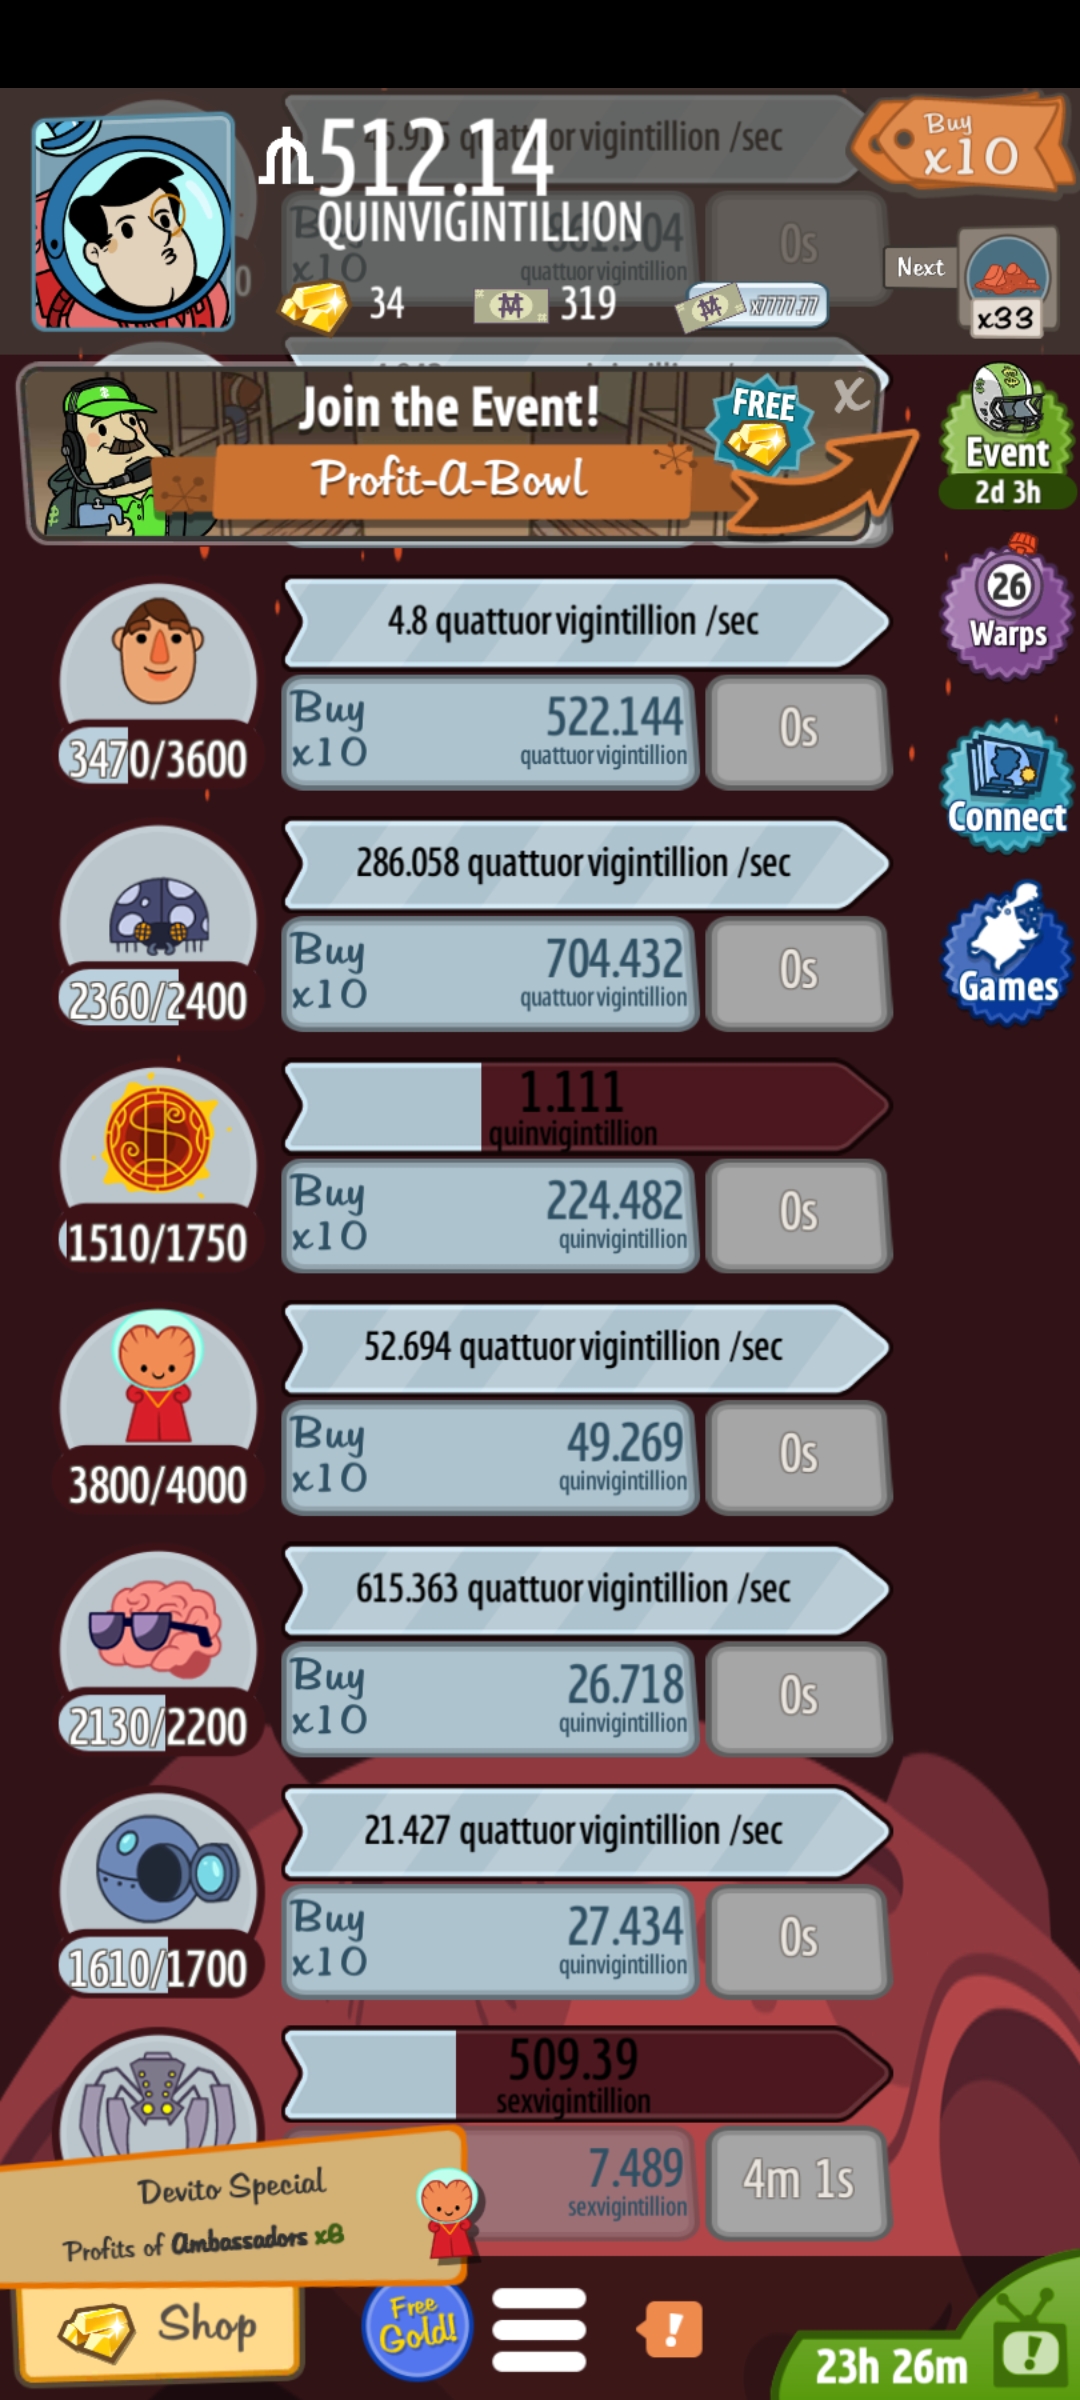 45.915 quattuorvigintillion /sec
512.14
QUINVIGINTILLION
Buy
x10
Buy
x10
quattuorvigintillion
0s
34
319
x7777.77
Next
x33
Join the Event!
FREE
X
Profit-A-Bowl
Event
2d 3h
26
Warps
Connect
Games
4.8 quattuorvigintillion /sec
Buy
x10
522.144
quattuorvigintillion
0s
3470/3600
286.058 quattuorvigintillion /sec
Buy
x10
704.432
quattuorvigintillion
0s
2360/2400
1.111
quinvigintillion
Buy
x10
224.482
quinvigintillion
0s
1510/1750
52.694 quattuorvigintillion /sec
Buy
x10
49.269
quinvigintillion
0s
3800/4000
615.363 quattuorvigintillion /sec
Buy
x10
26.718
quinvigintillion
0s
2130/2200
21.427 quattuorvigintillion /sec
Buy
x10
27.434
quinvigintillion
0s
1610/1700
509.39
sexvigintillion
7.489
sexvigintillion
4m 1s
Devito Special
Profits of Ambassadors x8
Shop
Free
Gold!
!
23h 26m
!